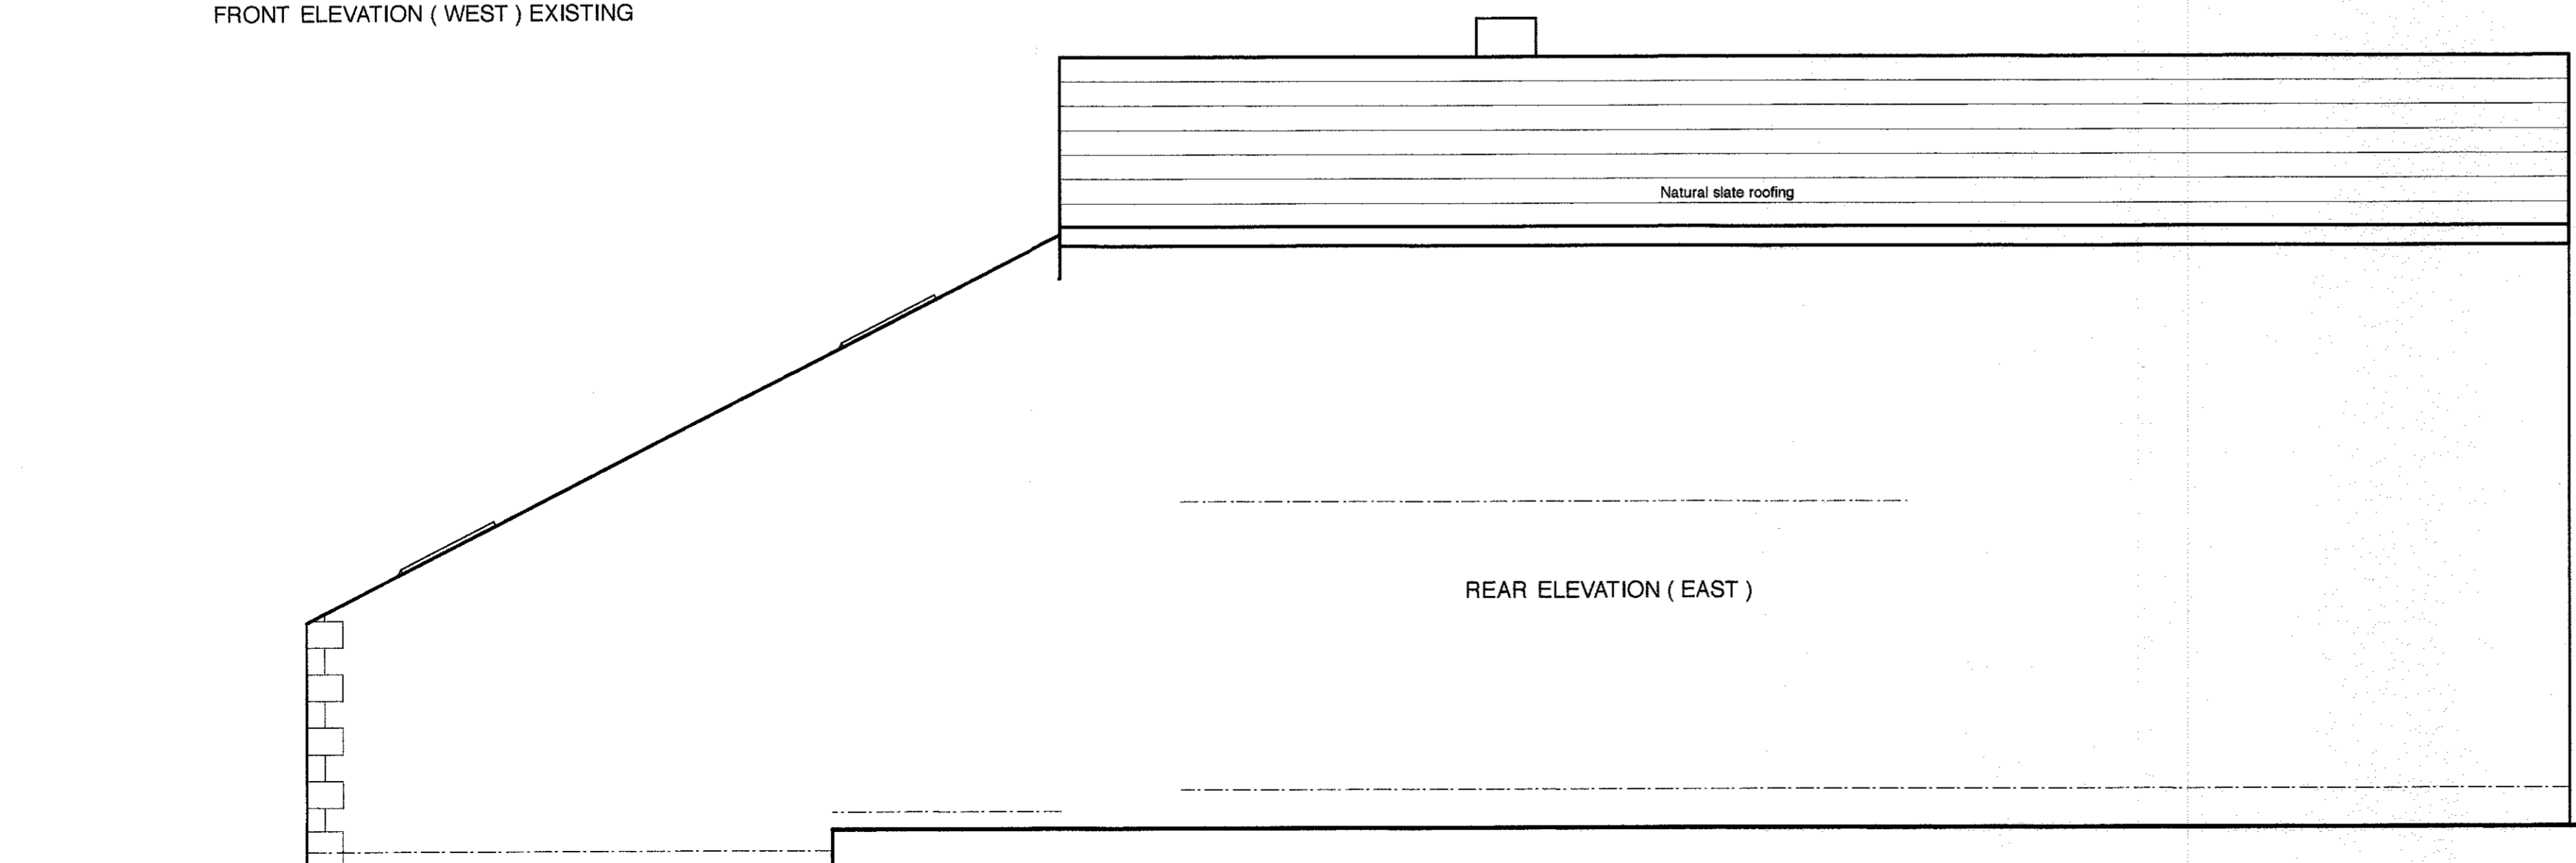 FRONT ELEVATION ( WEST ) EXISTING
Natural slate roofing
REAR ELEVATION ( EAST )